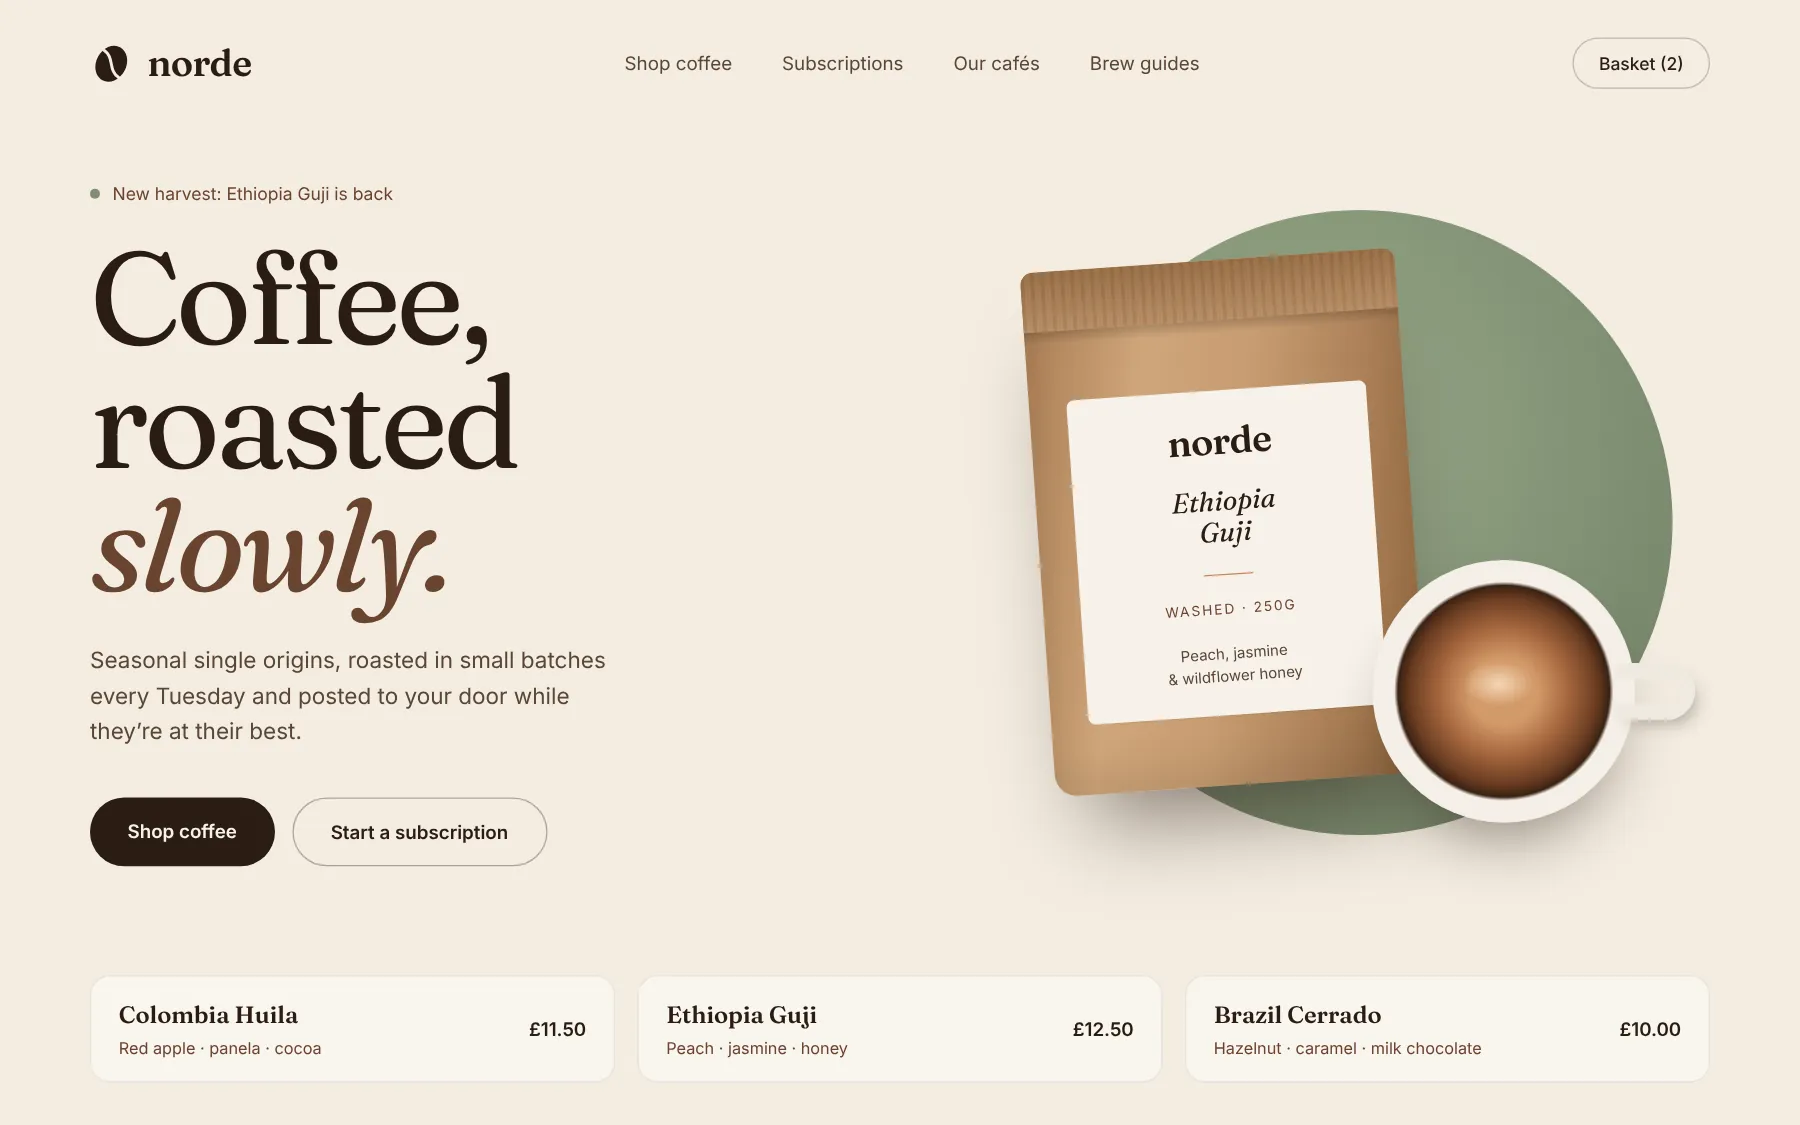 norde
Shop coffee
Subscriptions
Our cafés
Brew guides
Basket (2)
New harvest: Ethiopia Guji is back
Coffee,
roasted
slowly.
Seasonal single origins, roasted in small batches
every Tuesday and posted to your door while
they’re at their best.
Shop coffee
Start a subscription
norde
Ethiopia
Guji
WASHED · 250G
Peach, jasmine
& wildflower honey
Colombia Huila
Red apple · panela · cocoa
£11.50
Ethiopia Guji
Peach · jasmine · honey
£12.50
Brazil Cerrado
Hazelnut · caramel · milk chocolate
£10.00